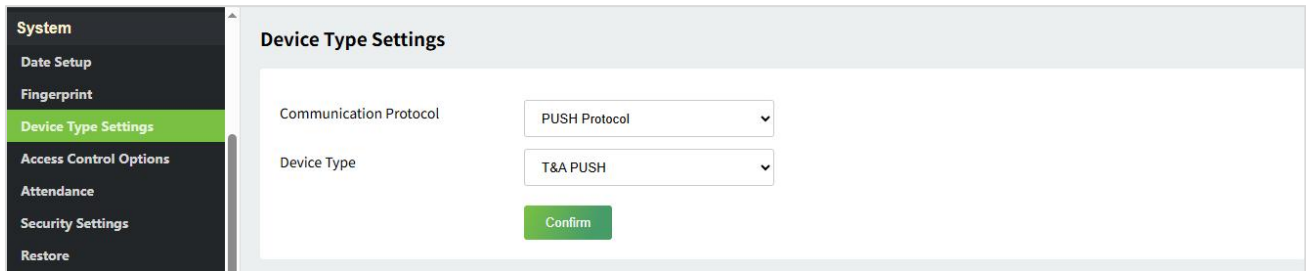 System
Date Setup
Fingerprint
Device Type Settings
Access Control Options
Attendance
Security Settings
Restore
Device Type Settings
Communication Protocol
PUSH Protocol
Device Type
T&A PUSH
Confirm